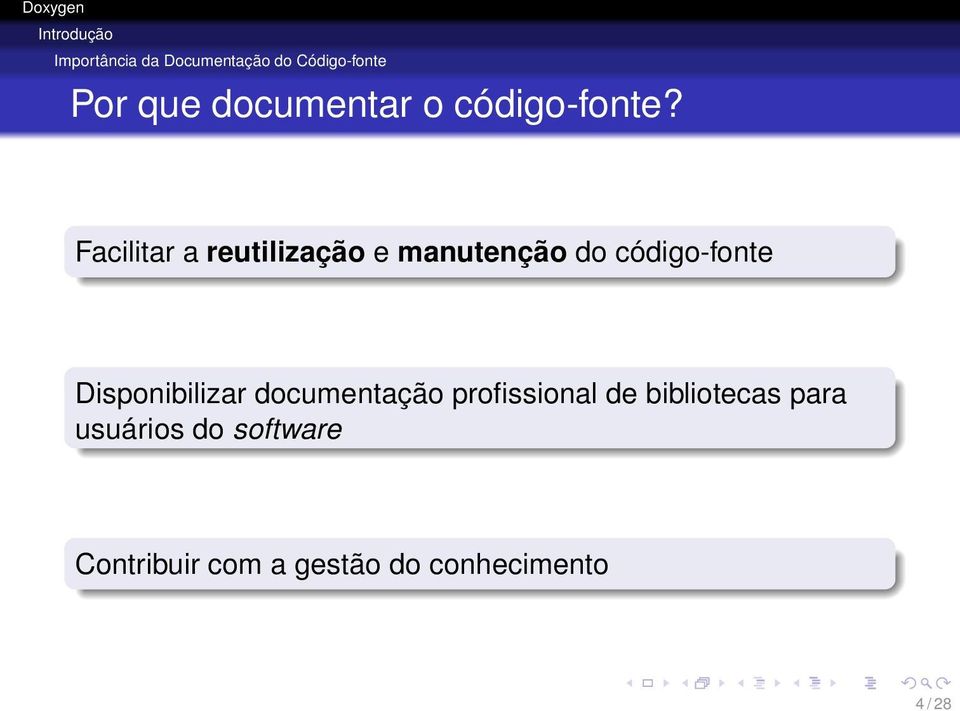 Doxygen
Introdução
Importância da Documentação do Código-fonte
Por que documentar o código-fonte?
Facilitar a reutilização e manutenção do código-fonte
Disponibilizar documentação profissional de bibliotecas para
usuários do software
Contribuir com a gestão do conhecimento
4 / 28